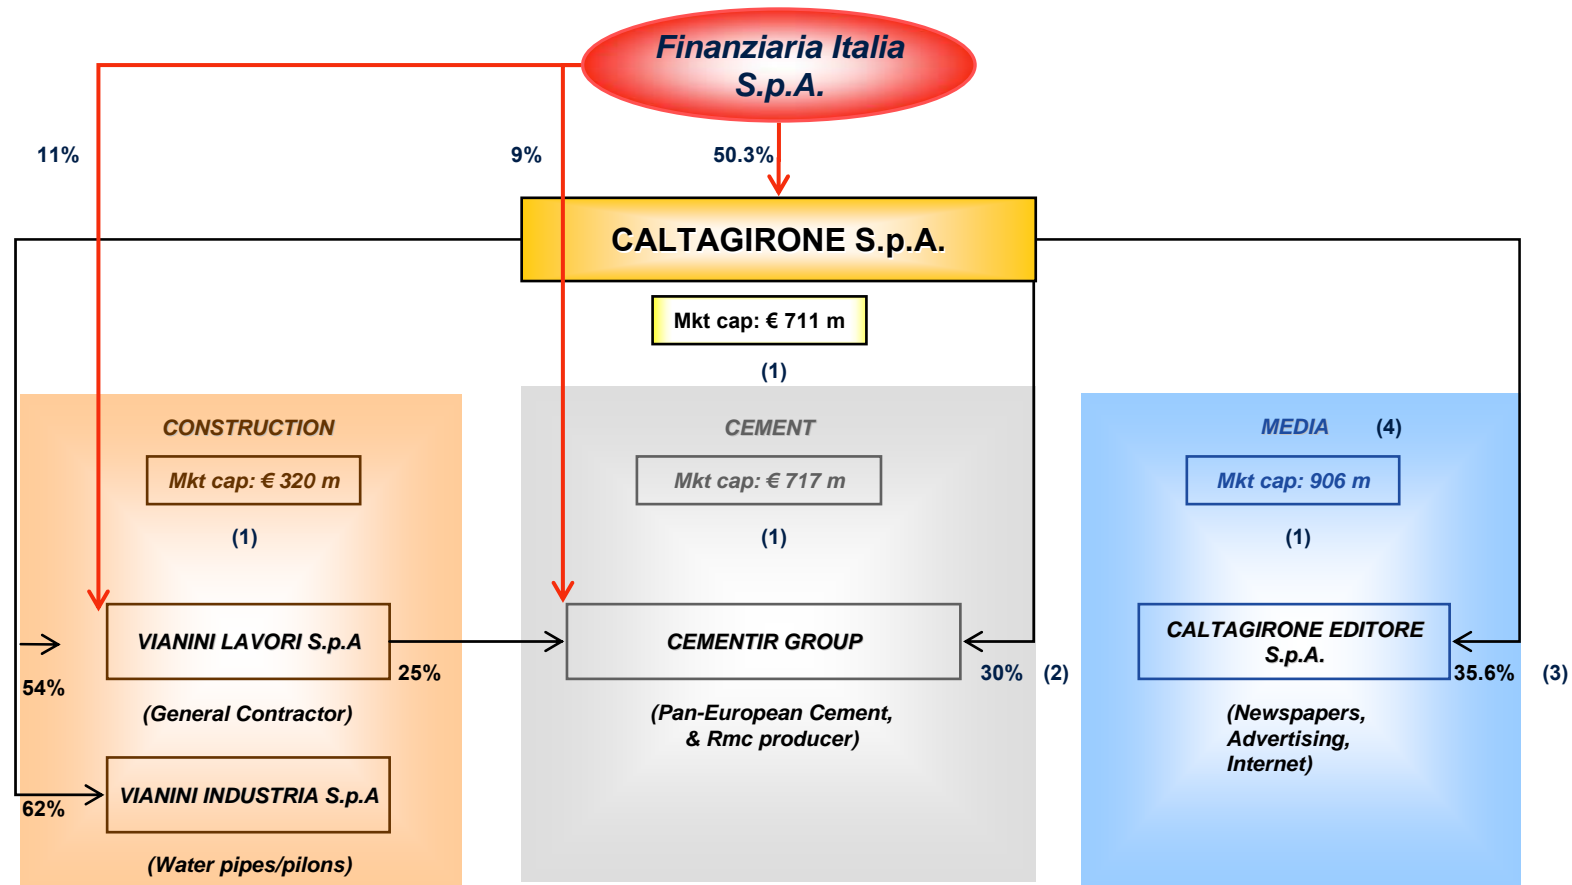 Finanziaria Italia
S.p.A.
11%
9%
50.3%
CALTAGIRONE S.p.A.
Mkt cap: € 711 m
(1)
CONSTRUCTION
Mkt cap: € 320 m
(1)
CEMENT
Mkt cap: € 717 m
(1)
MEDIA (4)
Mkt cap: 906 m
(1)
VIANINI LAVORI S.p.A
54%
25%
(General Contractor)
VIANINI INDUSTRIA S.p.A
62%
(Water pipes/pilons)
CEMENTIR GROUP
30% (2)
(Pan-European Cement,
& Rmc producer)
CALTAGIRONE EDITORE
S.p.A.
35.6% (3)
(Newspapers,
Advertising,
Internet)